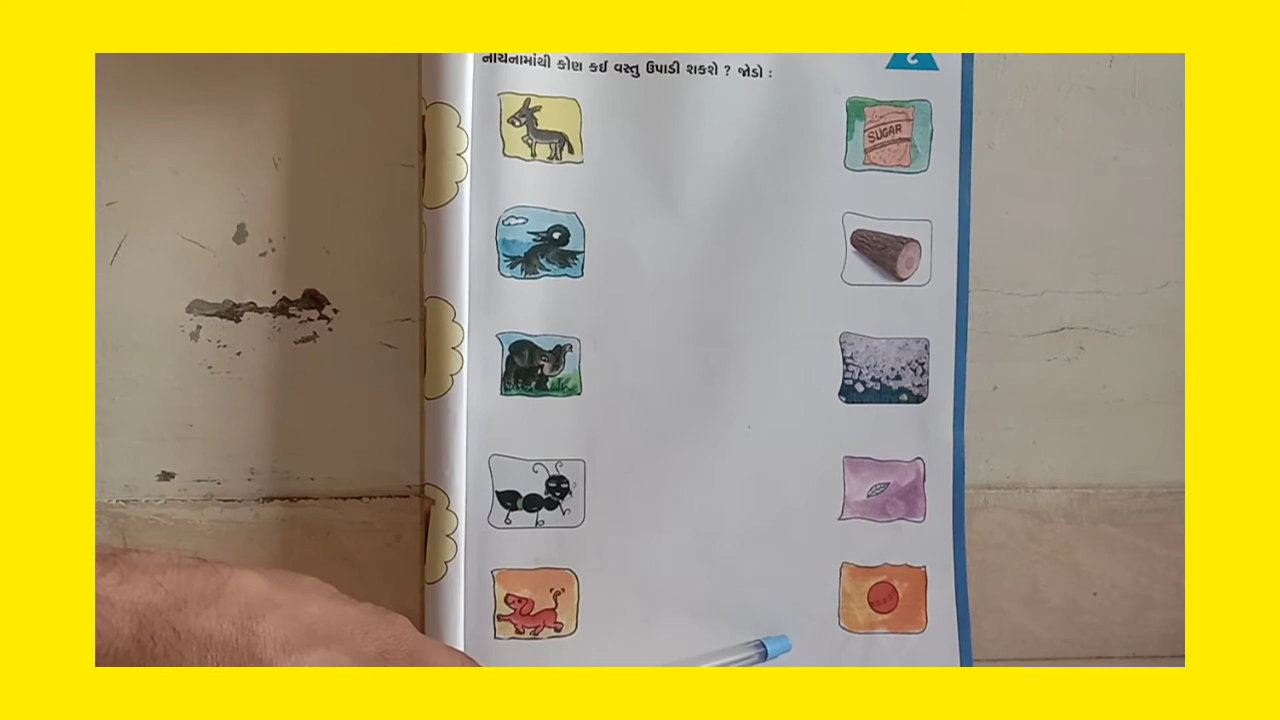 નીચેનામાંથી કોણ કઈ વસ્તુ ઉપાડી શકશે ? જોડો :
SUGAR